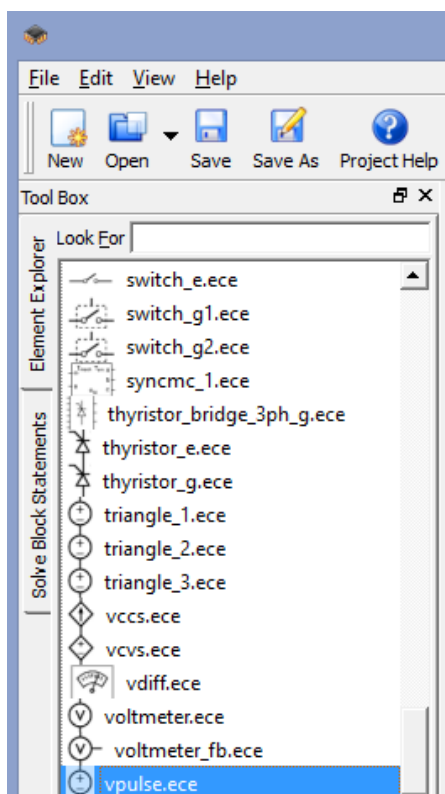 File Edit View Help
New Open Save Save As Project Help
Tool Box
Look For
Element Explorer
Solve Block Statements
switch_e.ece
switch_g1.ece
switch_g2.ece
syncmc_1.ece
thyristor_bridge_3ph_g.ece
thyristor_e.ece
thyristor_g.ece
triangle_1.ece
triangle_2.ece
triangle_3.ece
vccs.ece
vcvs.ece
vdiff.ece
V
voltmeter.ece
V
voltmeter_fb.ece
vpulse.ece